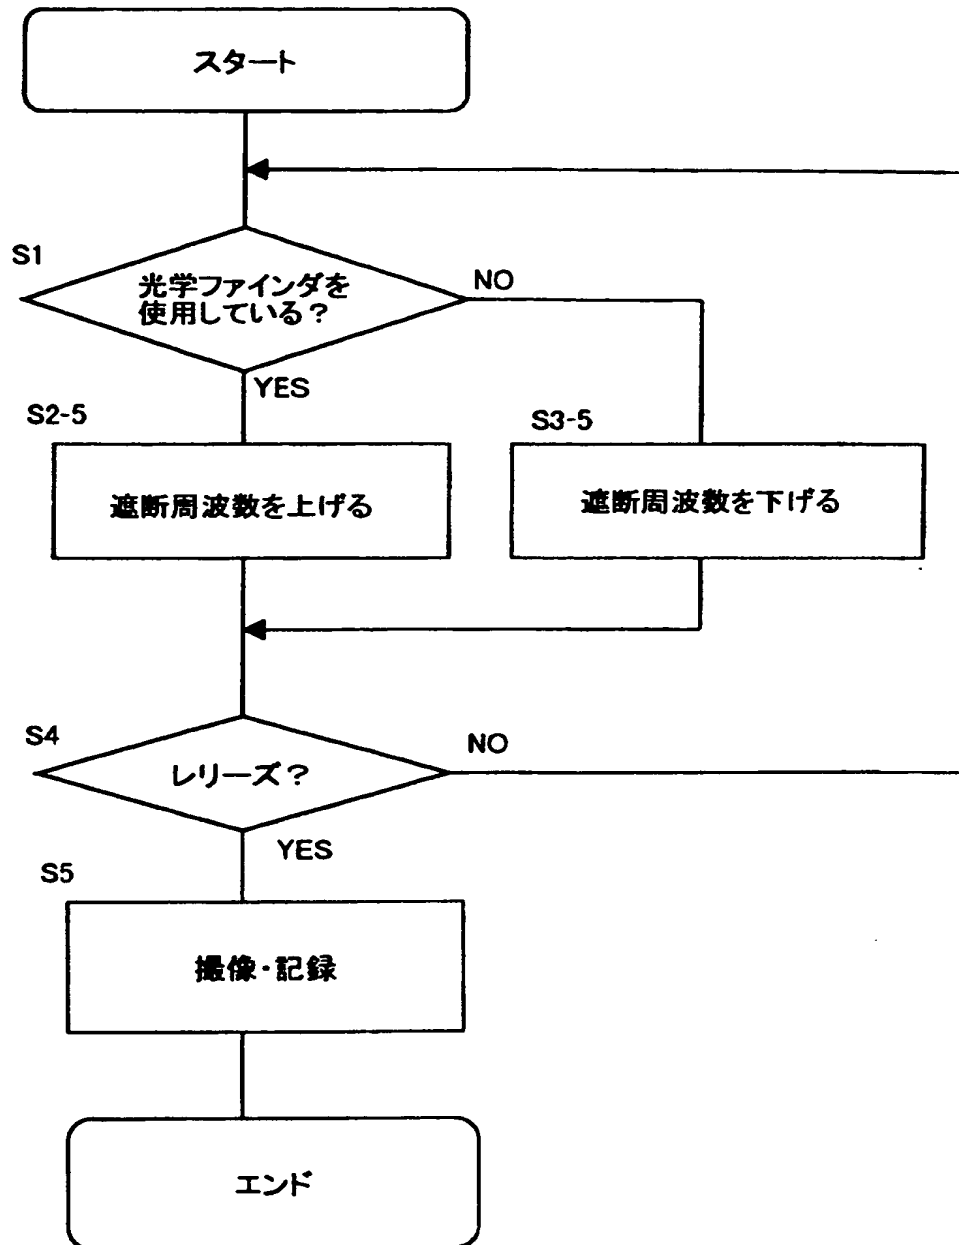 スタート
S1
光学ファインダを
使用している？
NO
YES
S2-5
遮断周波数を上げる
S3-5
遮断周波数を下げる
S4
レリーズ？
NO
YES
S5
撮像・記録
エンド